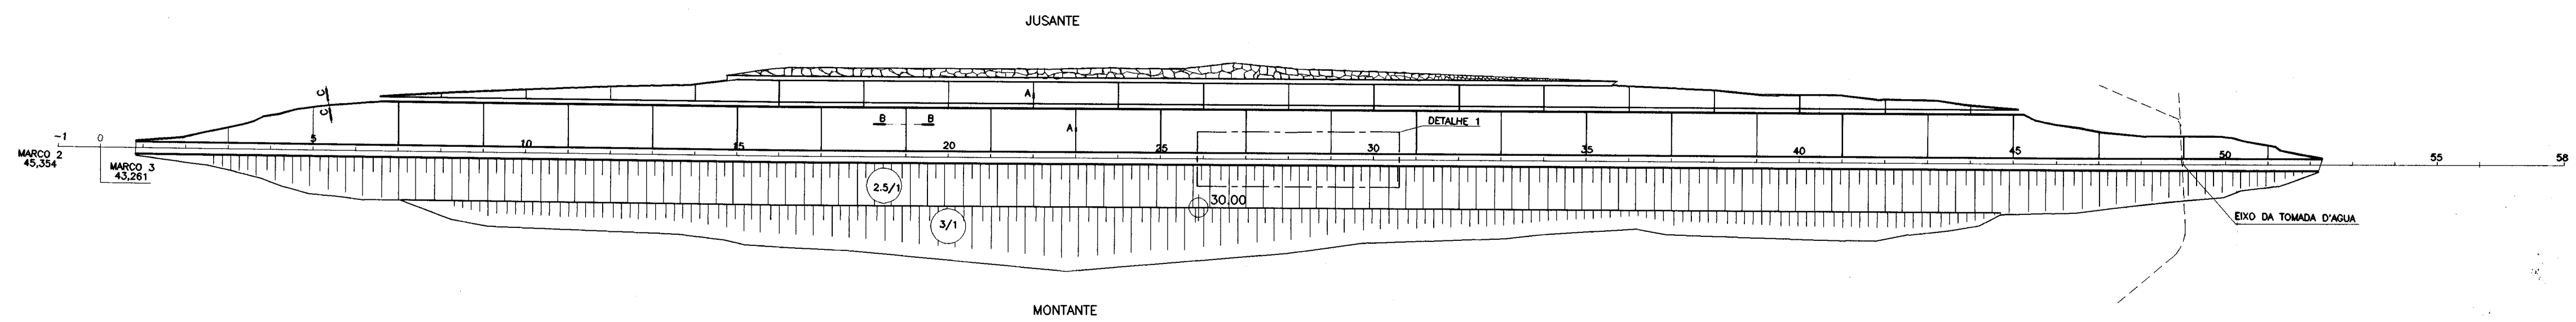 JUSANTE
C
C
A
B B
A
DETALHE 1
-1 0 5 10 15 20 25 30 35 40 45 50 55 58
MARCO 2
45,354
MARCO 3
43,261
2.5/1
30.00
3/1
EIXO DA TOMADA D'AGUA
MONTANTE